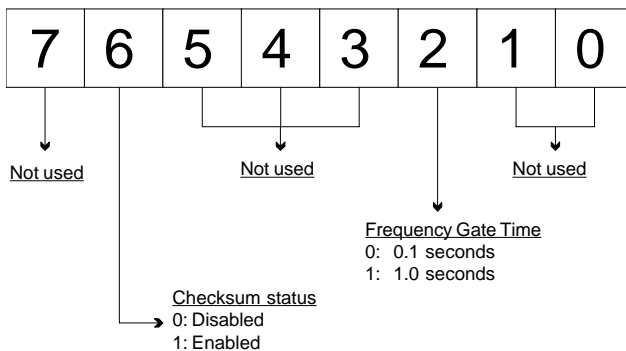 7 6 5 4 3 2 1 0
Not used
Not used
Not used
Frequency Gate Time
0: 0.1 seconds
1: 1.0 seconds
Checksum status
0: Disabled
1: Enabled